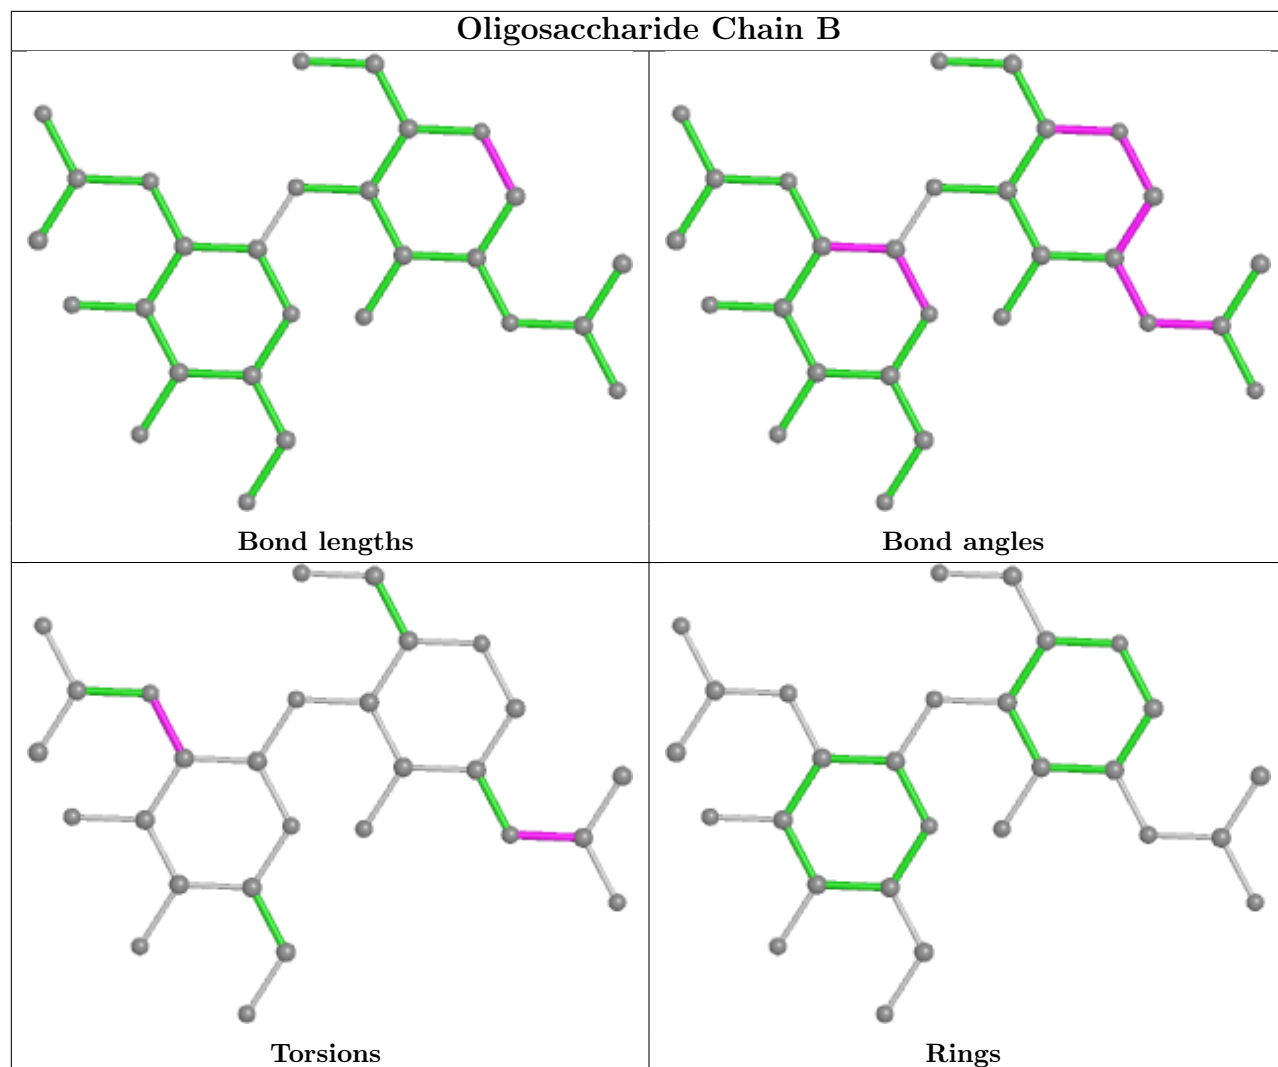 Oligosaccharide Chain B
Bond lengths
Bond angles
Torsions
Rings